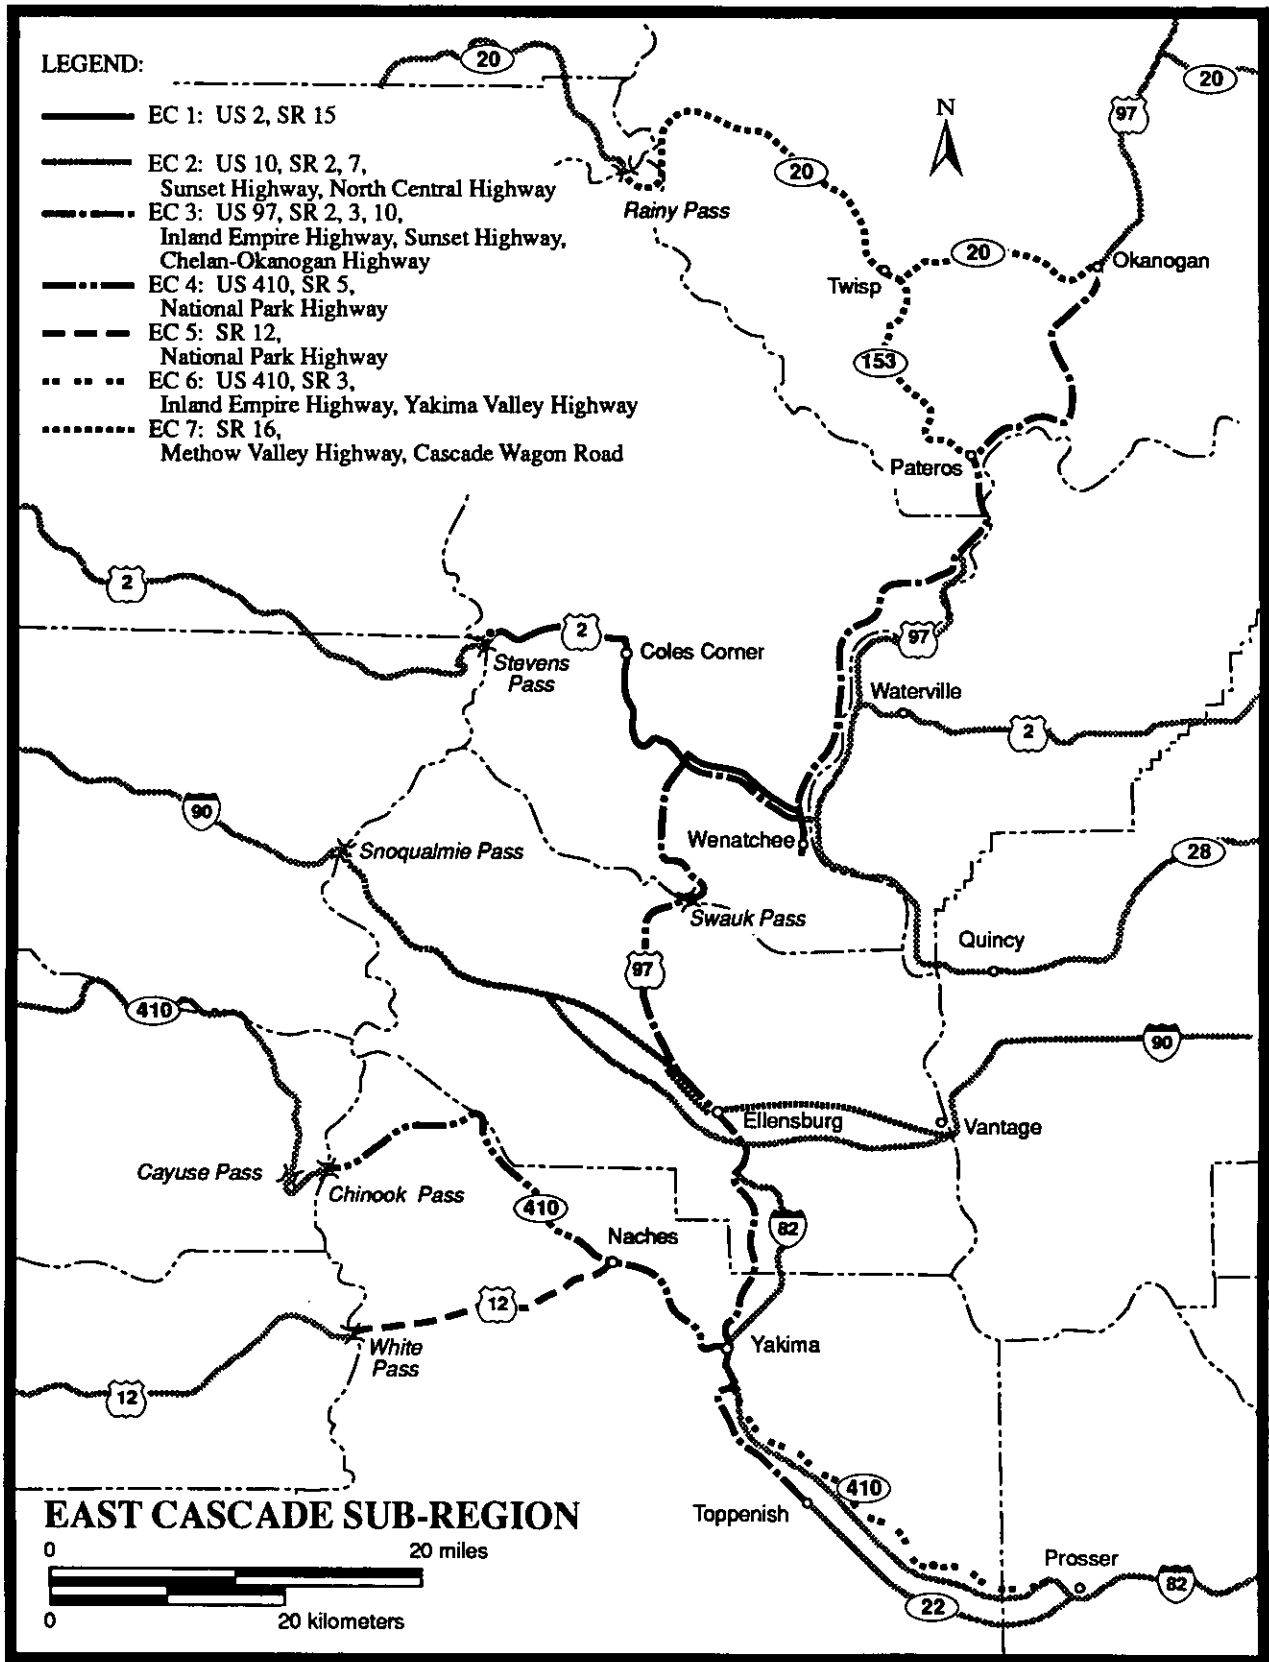 LEGEND:
EC 1: US 2, SR 15
EC 2: US 10, SR 2, 7,
Sunset Highway, North Central Highway
EC 3: US 97, SR 2, 3, 10,
Inland Empire Highway, Sunset Highway,
Chelan-Okanogan Highway
EC 4: US 410, SR 5,
National Park Highway
EC 5: SR 12,
National Park Highway
EC 6: US 410, SR 3,
Inland Empire Highway, Yakima Valley Highway
EC 7: SR 16,
Methow Valley Highway, Cascade Wagon Road
20
20
97
N
20
Rainy Pass
20
Okanogan
Twisp
153
Pateros
2
2
Coles Corner
Stevens
Pass
97
Waterville
2
90
Snoqualmie Pass
Wenatchee
28
Swauk Pass
Quincy
97
410
90
Ellensburg
Vantage
Cayuse Pass
Chinook Pass
410
82
Naches
12
White
Pass
Yakima
12
410
Toppenish
Prosser
82
22
EAST CASCADE SUB-REGION
0
20 miles
0
20 kilometers